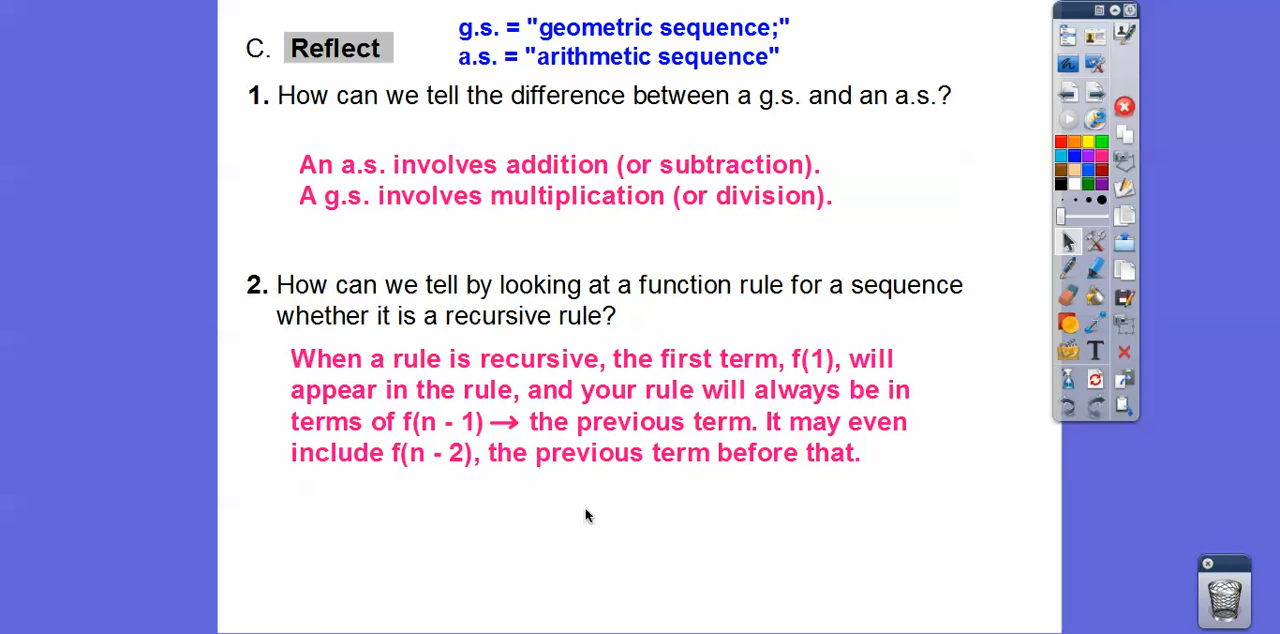 g.s. = "geometric sequence;"
C. Reflect
a.s. = "arithmetic sequence"
1. How can we tell the difference between a g.s. and an a.s.?
An a.s. involves addition (or subtraction).
A g.s. involves multiplication (or division).
2. How can we tell by looking at a function rule for a sequence
whether it is a recursive rule?
When a rule is recursive, the first term, f(1), will
appear in the rule, and your rule will always be in
terms of f(n - 1) → the previous term. It may even
include f(n - 2), the previous term before that.